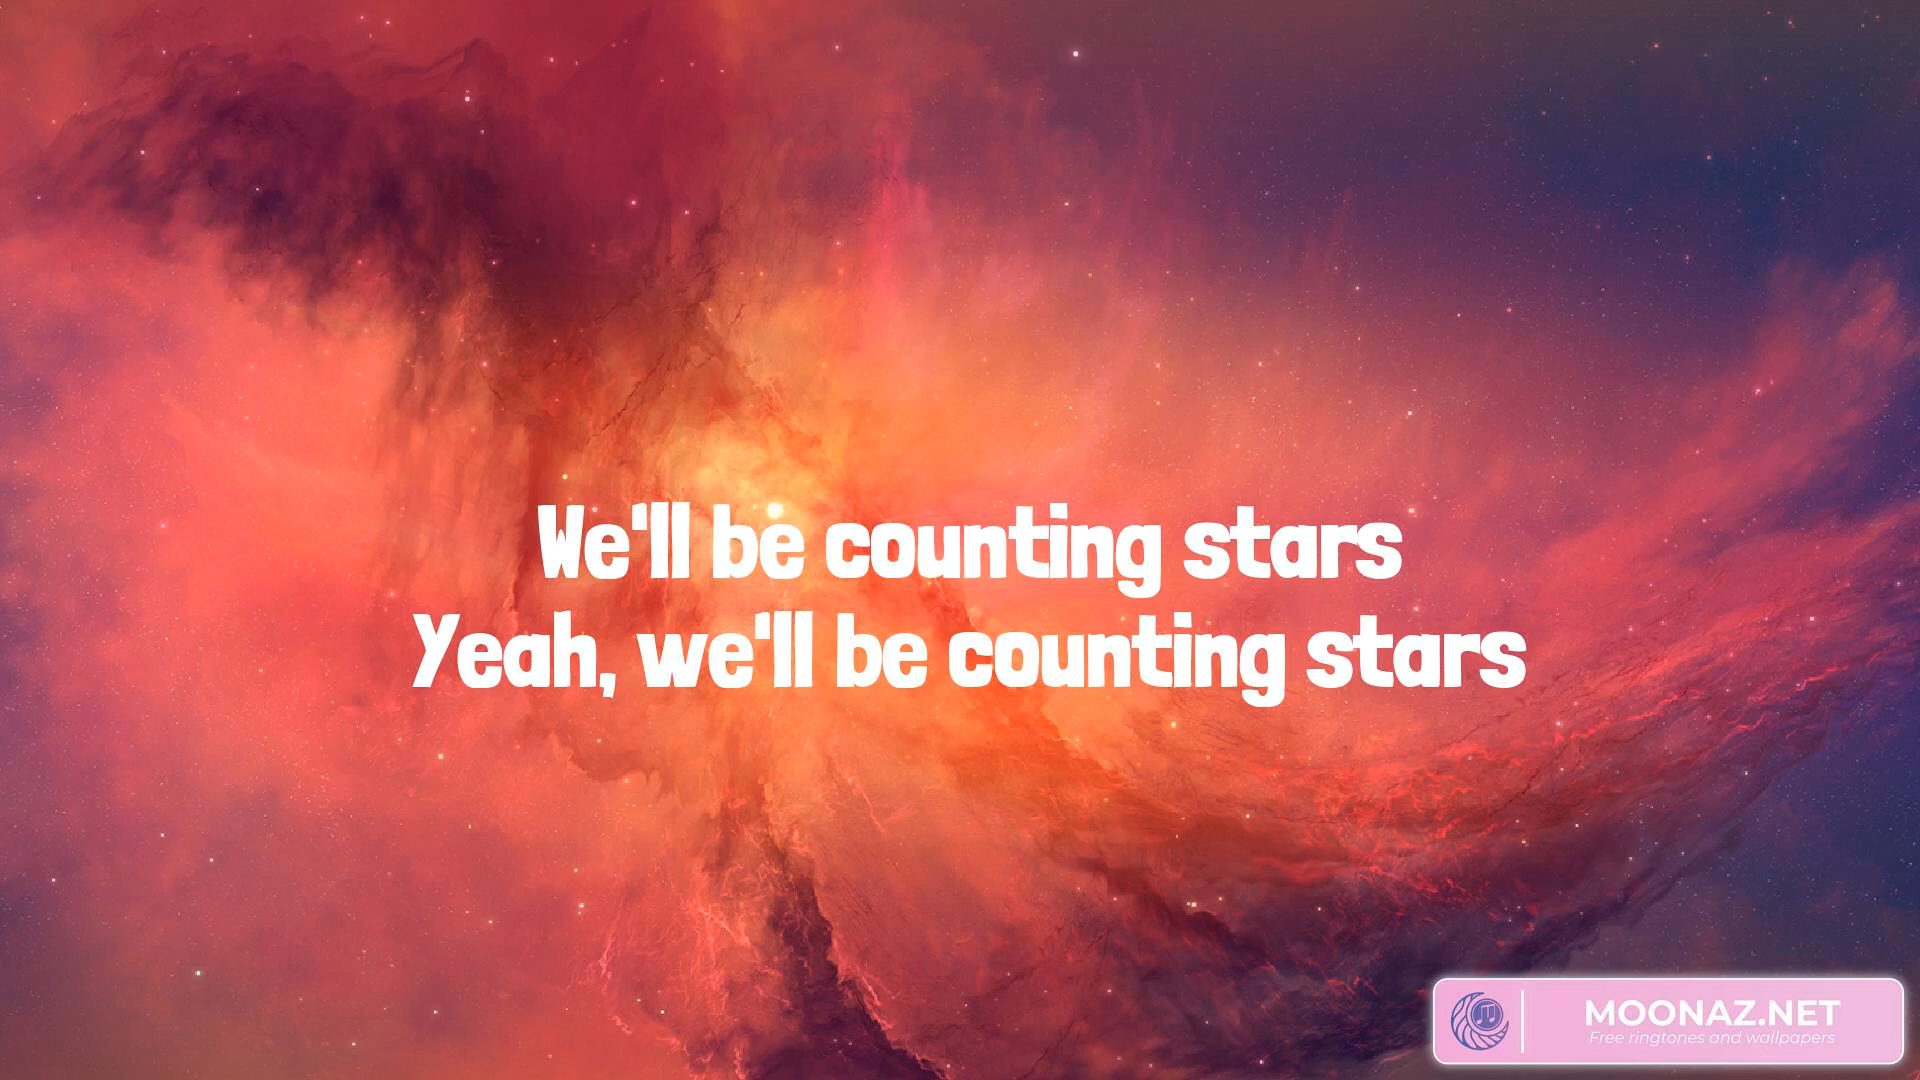 We'll be counting stars
Yeah, we'll be counting stars
MOONAZ.NET
Free ringtones and wallpapers